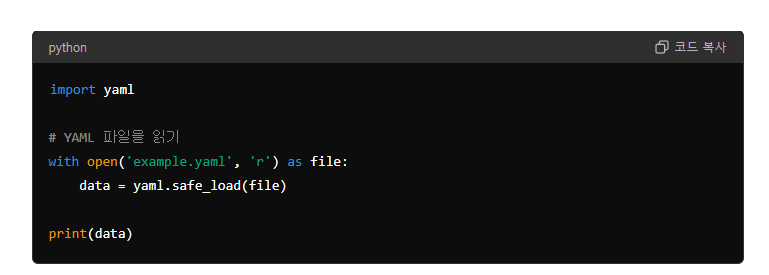 python
코드 복사
import yaml
# YAML 파일을 읽기
with open('example.yaml', 'r') as file:
    data = yaml.safe_load(file)
print(data)